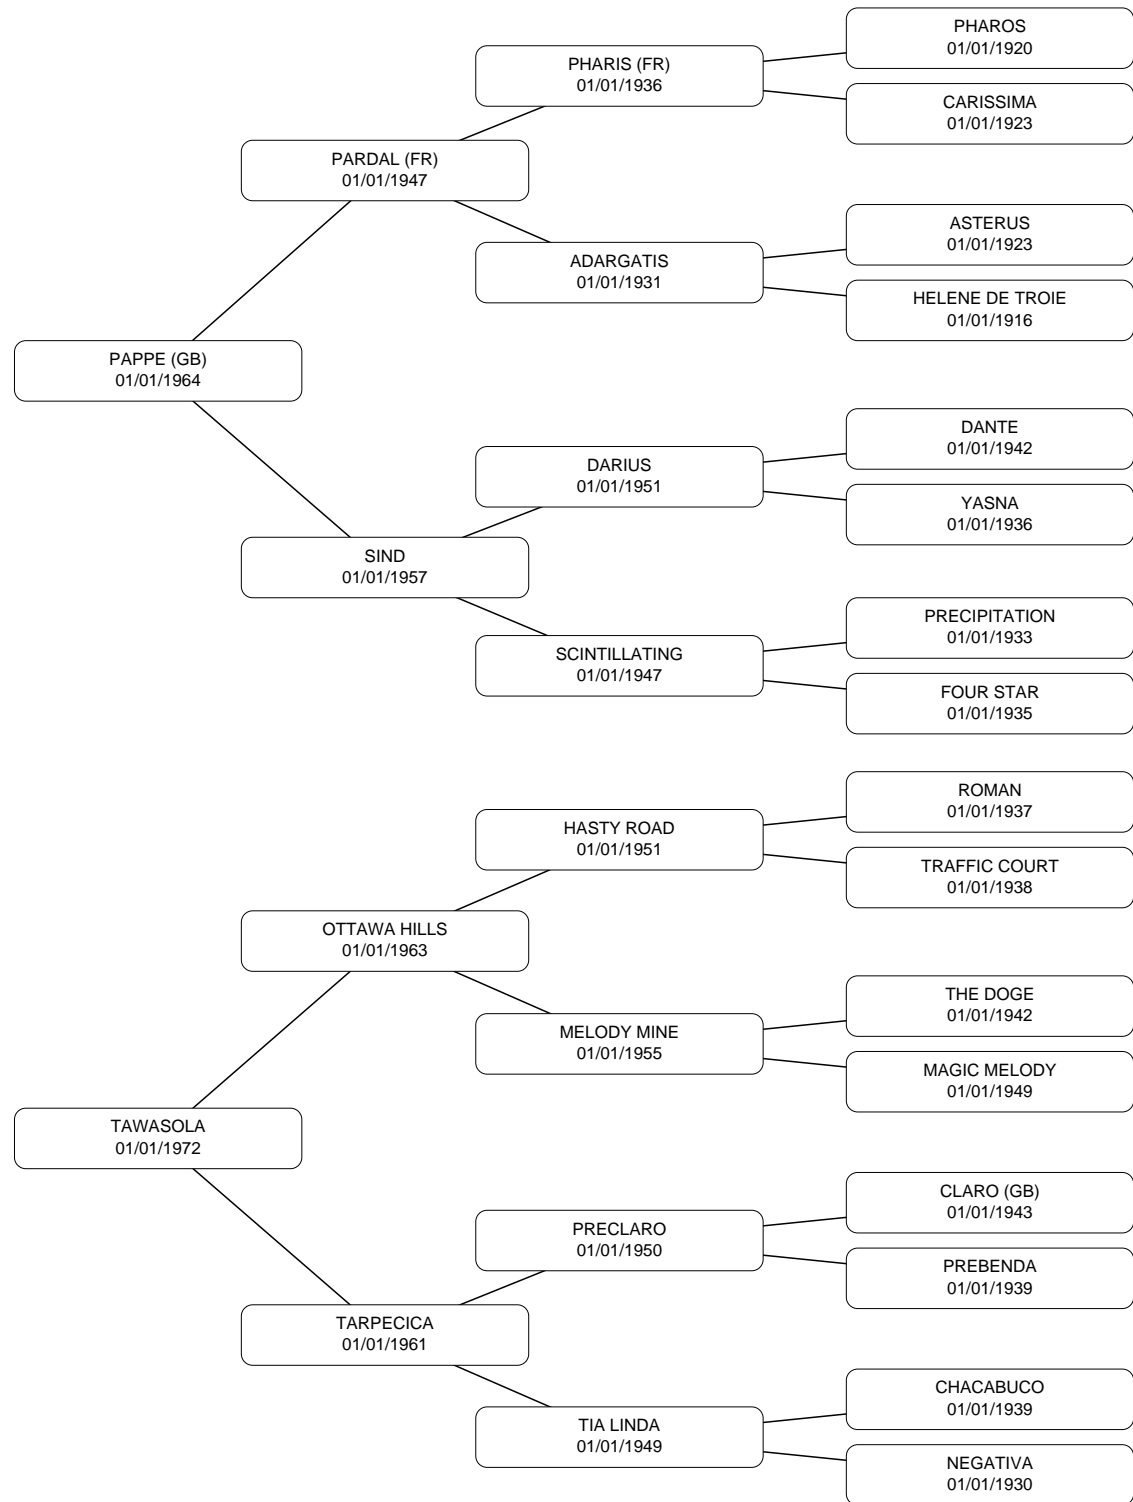 PHAROS
01/01/1920
PHARIS (FR)
01/01/1936
CARISSIMA
01/01/1923
PARDAL (FR)
01/01/1947
ASTERUS
01/01/1923
ADARGATIS
01/01/1931
HELENE DE TROIE
01/01/1916
PAPPE (GB)
01/01/1964
DANTE
01/01/1942
DARIUS
01/01/1951
YASNA
01/01/1936
SIND
01/01/1957
PRECIPITATION
01/01/1933
SCINTILLATING
01/01/1947
FOUR STAR
01/01/1935
ROMAN
01/01/1937
HASTY ROAD
01/01/1951
TRAFFIC COURT
01/01/1938
OTTAWA HILLS
01/01/1963
THE DOGE
01/01/1942
MELODY MINE
01/01/1955
MAGIC MELODY
01/01/1949
TAWASOLA
01/01/1972
CLARO (GB)
01/01/1943
PRECLARO
01/01/1950
PREBENDA
01/01/1939
TARPECICA
01/01/1961
CHACABUCO
01/01/1939
TIA LINDA
01/01/1949
NEGATIVA
01/01/1930